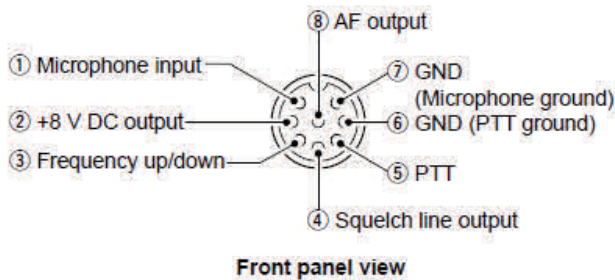 ⑧ AF output
① Microphone input
⑦ GND
(Microphone ground)
② +8 V DC output
⑥ GND (PTT ground)
③ Frequency up/down
⑤ PTT
④ Squelch line output
Front panel view